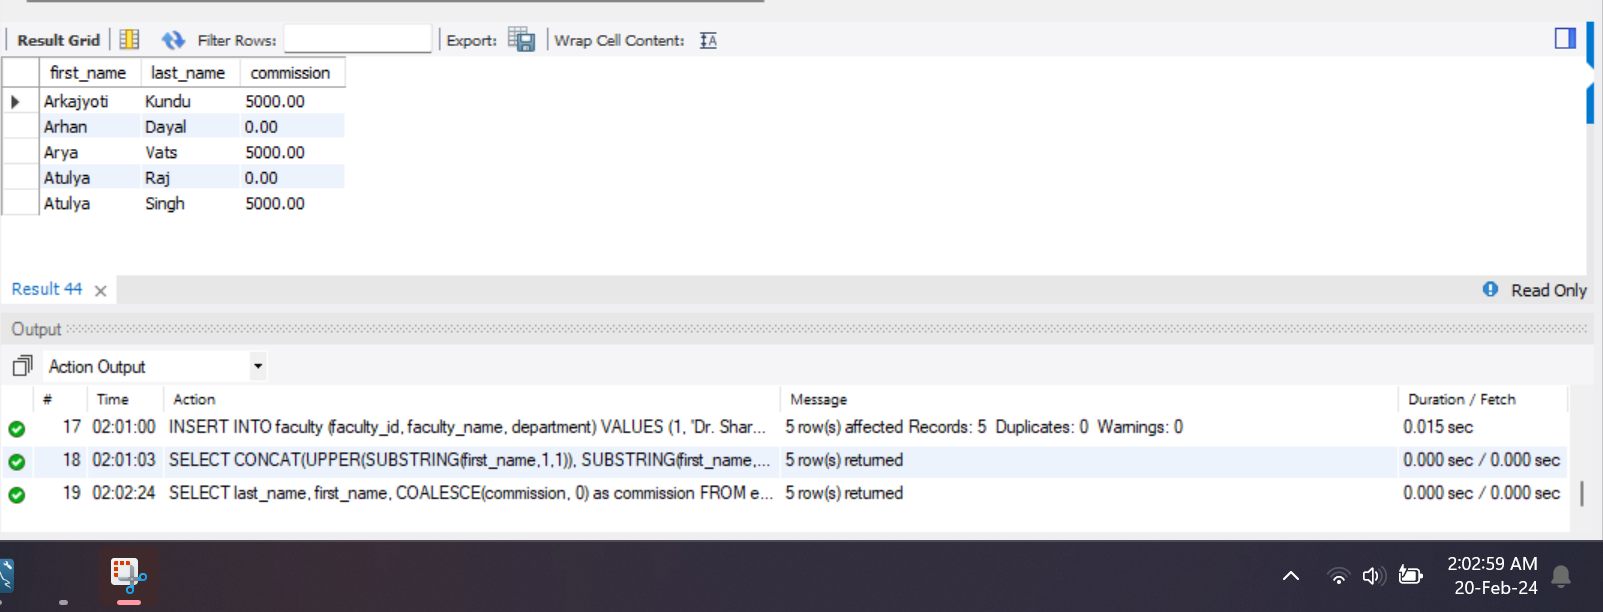 Result Grid Filter Rows: Export: Wrap Cell Content:
first_name last_name commission
Arkajyoti Kundu 5000.00
Arhan Dayal 0.00
Arya Vats 5000.00
Atulya Raj 0.00
Atulya Singh 5000.00
Result 44 Read Only
Output
Action Output
# Time Action Message Duration / Fetch
17 02:01:00 INSERT INTO faculty (faculty_id, faculty_name, department) VALUES (1, 'Dr. Shar... 5 row(s) affected Records: 5 Duplicates: 0 Warnings: 0 0.015 sec
18 02:01:03 SELECT CONCAT(UPPER(SUBSTRING(first_name,1,1)), SUBSTRING(first_name,... 5 row(s) returned 0.000 sec / 0.000 sec
19 02:02:24 SELECT last_name, first_name, COALESCE(commission, 0) as commission FROM e... 5 row(s) returned 0.000 sec / 0.000 sec
2:02:59 AM
20-Feb-24